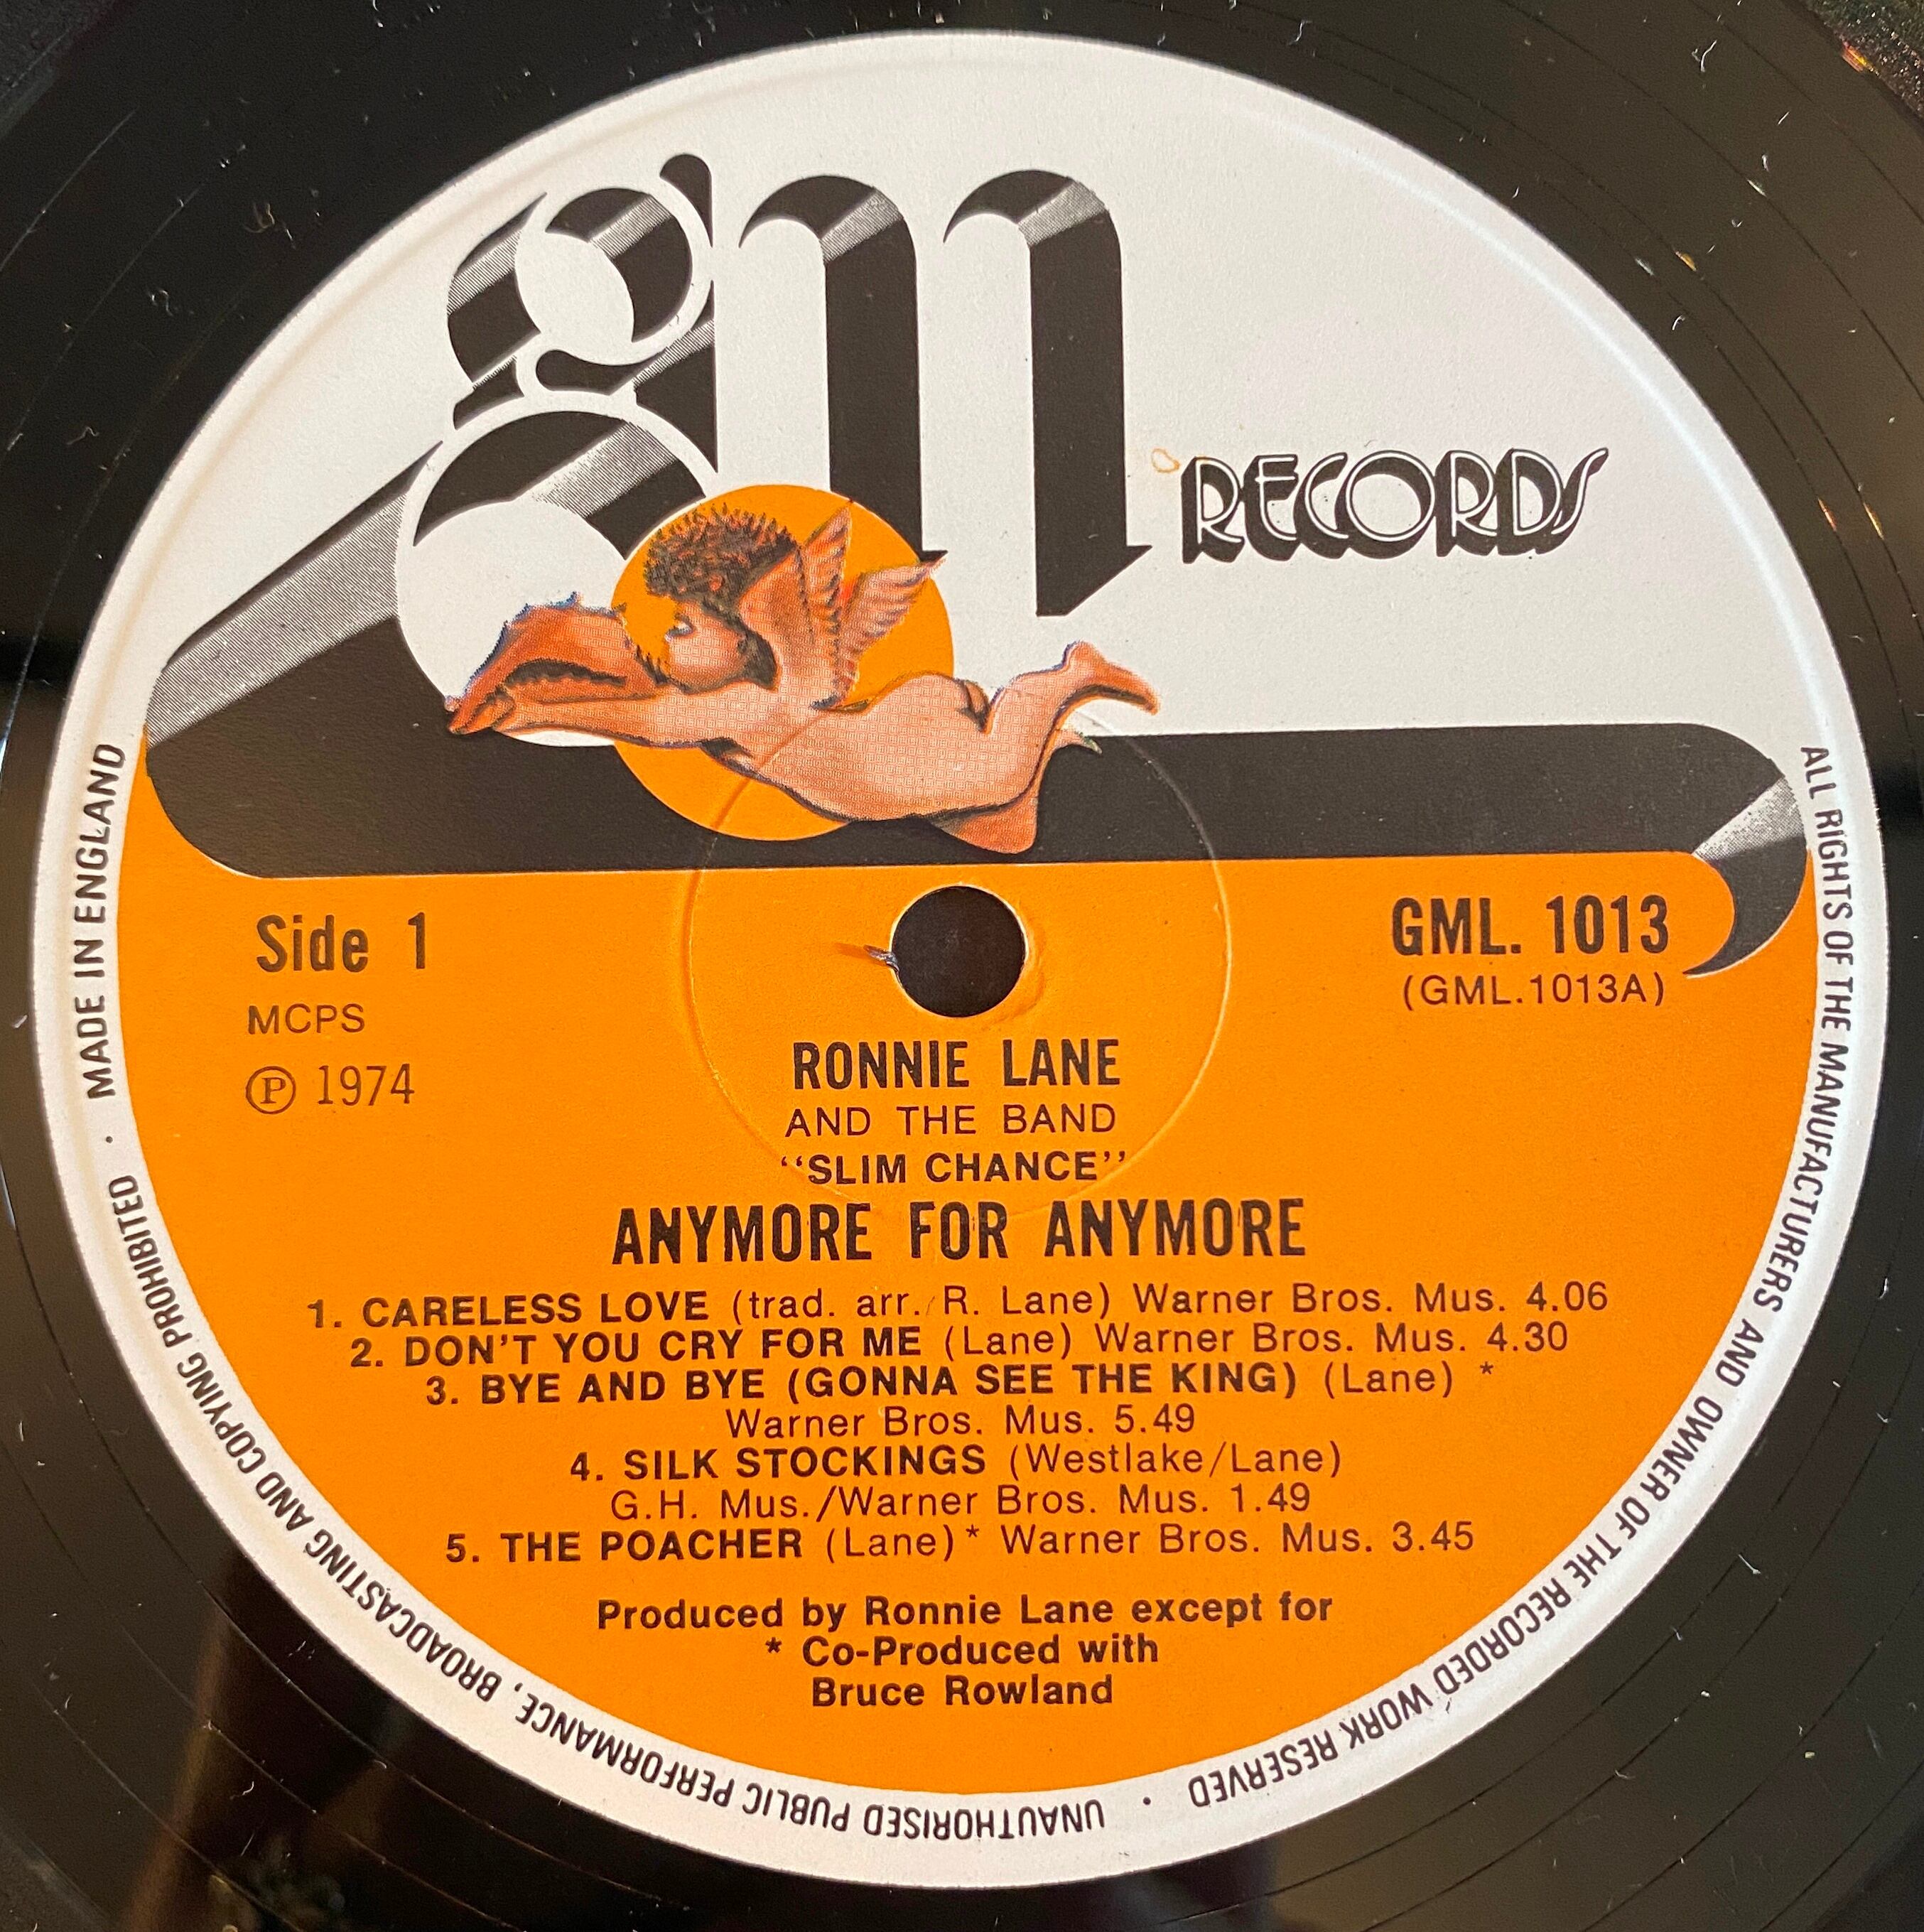 gm RECORDS
Side 1
MCPS
℗ 1974
GML. 1013
(GML.1013A)
RONNIE LANE
AND THE BAND
“SLIM CHANCE”
ANYMORE FOR ANYMORE
1. CARELESS LOVE (trad. arr. R. Lane) Warner Bros. Mus. 4.06
2. DON'T YOU CRY FOR ME (Lane) Warner Bros. Mus. 4.30
3. BYE AND BYE (GONNA SEE THE KING) (Lane) *
Warner Bros. Mus. 5.49
4. SILK STOCKINGS (Westlake/Lane)
G.H. Mus./Warner Bros. Mus. 1.49
5. THE POACHER (Lane)* Warner Bros. Mus. 3.45
Produced by Ronnie Lane except for
* Co-Produced with
Bruce Rowland
ALL RIGHTS OF THE MANUFACTURERS AND OWNER OF THE RECORDED WORK RESERVED · UNAUTHORISED PUBLIC PERFORMANCE, BROADCASTING AND COPYING PROHIBITED · MADE IN ENGLAND